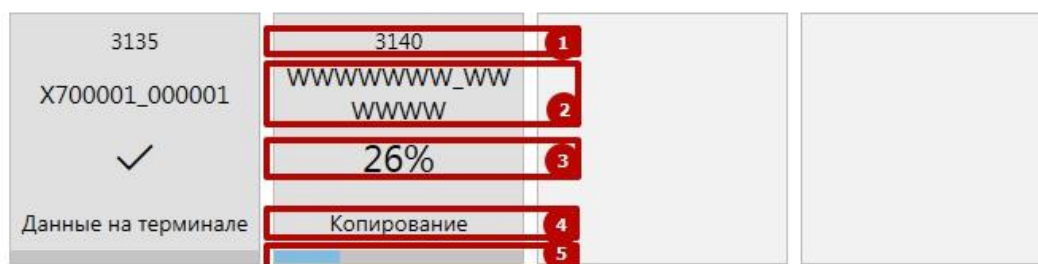 3135
X700001_000001
Данные на терминале
3140
WWWWWWW_WW
WWWW
26%
Копирование
1
2
3
4
5